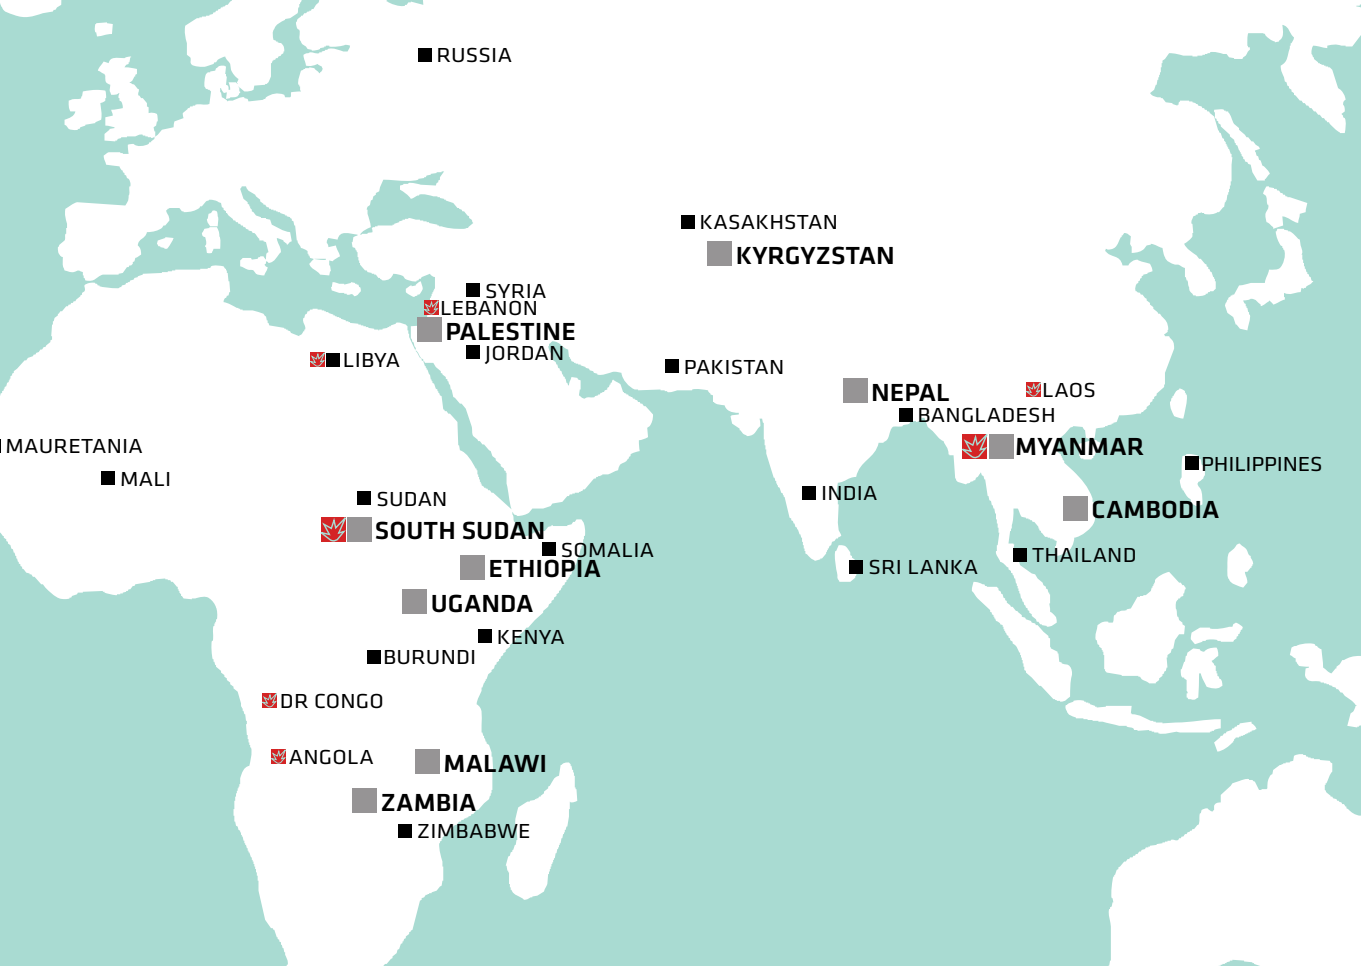 RUSSIA
KASAKHSTAN
KYRGYZSTAN
SYRIA
LEBANON
PALESTINE
JORDAN
LIBYA
PAKISTAN
NEPAL
LAOS
BANGLADESH
MAURETANIA
MYANMAR
MALI
PHILIPPINES
SUDAN
INDIA
CAMBODIA
SOUTH SUDAN
SOMALIA
THAILAND
ETHIOPIA
SRI LANKA
UGANDA
KENYA
BURUNDI
DR CONGO
ANGOLA
MALAWI
ZAMBIA
ZIMBABWE